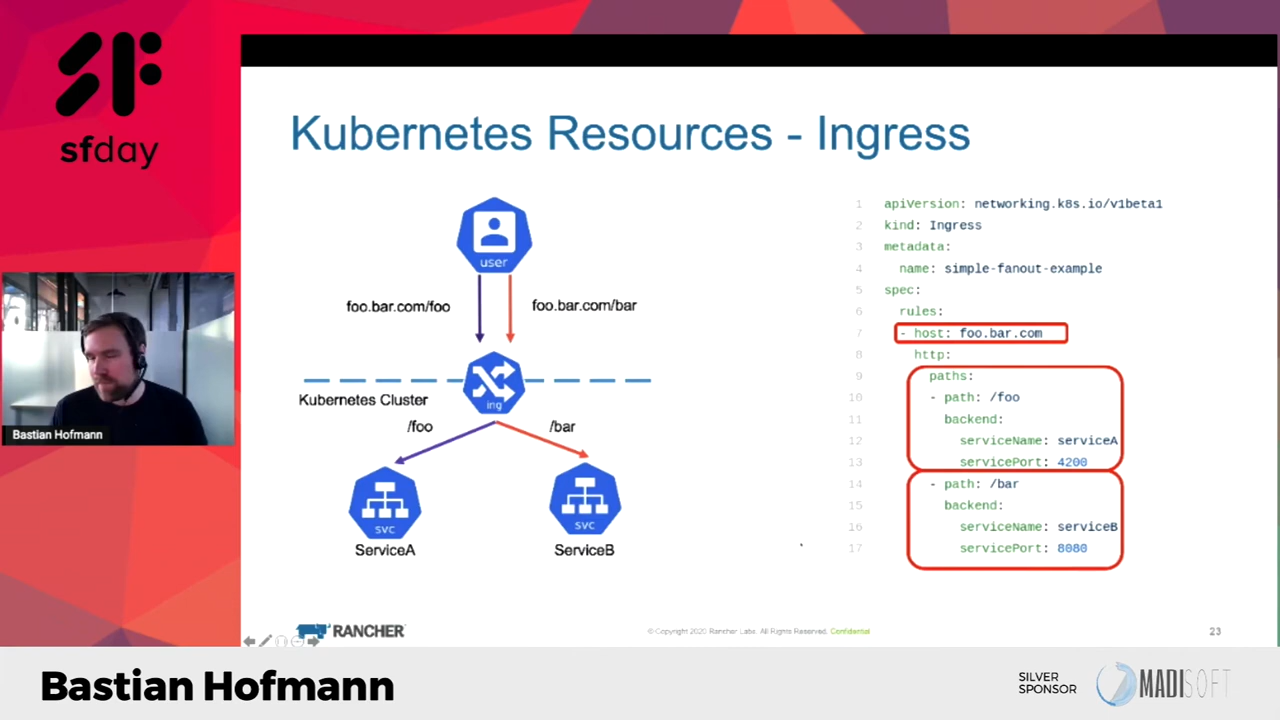 sfday
Kubernetes Resources - Ingress
user
foo.bar.com/foo
foo.bar.com/bar
ing
Kubernetes Cluster
/foo
/bar
svc
svc
ServiceA
ServiceB
1 apiVersion: networking.k8s.io/v1beta1
2 kind: Ingress
3 metadata:
4 name: simple-fanout-example
5 spec:
6 rules:
7 - host: foo.bar.com
8 http:
9 paths:
10 - path: /foo
11 backend:
12 serviceName: serviceA
13 servicePort: 4200
14 - path: /bar
15 backend:
16 serviceName: serviceB
17 servicePort: 8080
Bastian Hofmann
RANCHER
© Copyright 2020 Rancher Labs. All Rights Reserved, Confidential
23
Bastian Hofmann
SILVER
SPONSOR
MADISOFT